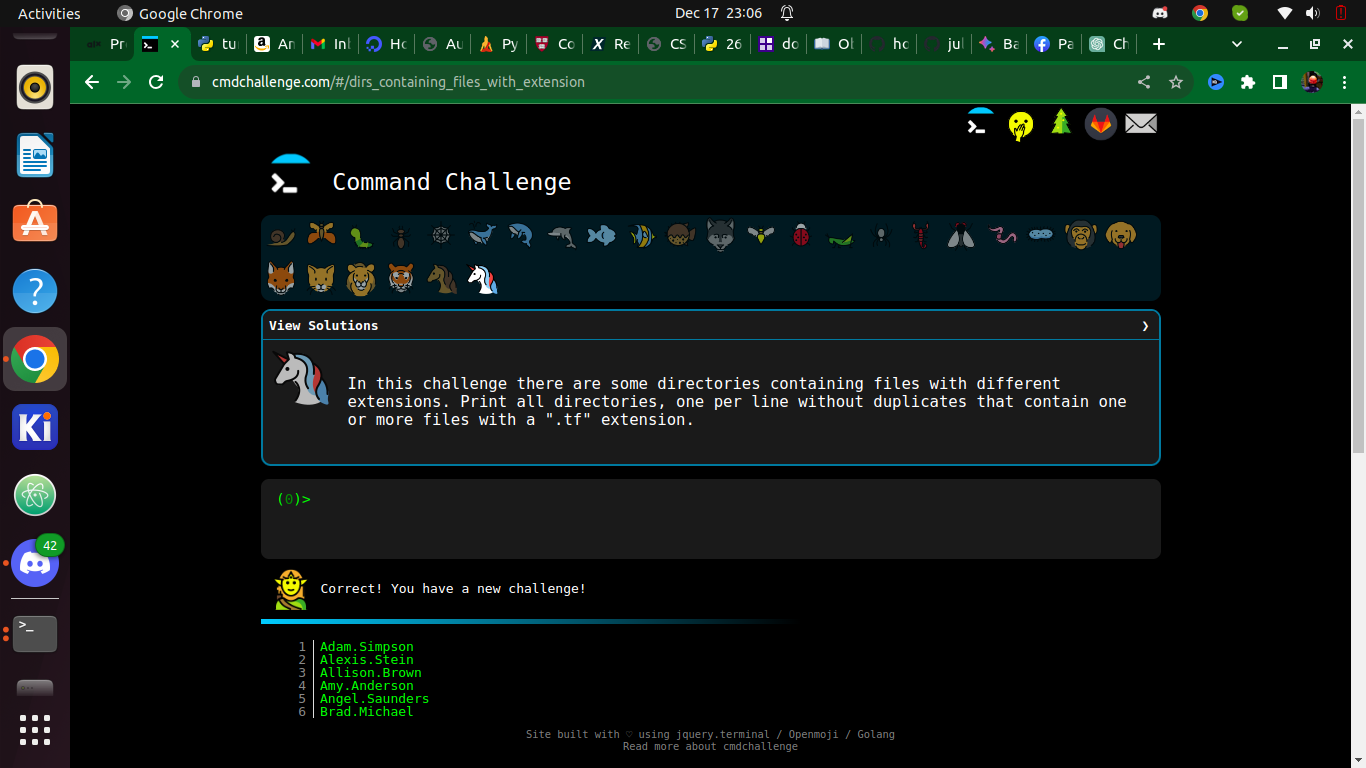 Activities
Google Chrome
Dec 17 23:06
Pr
tu
An
Inl
Ho
Au
Py
Co
Re
CS
26
do
Ol
ho
jul
Ba
Pa
Ch
cmdchallenge.com/#/dirs_containing_files_with_extension
Command Challenge
View Solutions
In this challenge there are some directories containing files with different
extensions. Print all directories, one per line without duplicates that contain one
or more files with a ".tf" extension.
(0)>
Correct! You have a new challenge!
1 Adam.Simpson
2 Alexis.Stein
3 Allison.Brown
4 Amy.Anderson
5 Angel.Saunders
6 Brad.Michael
Site built with ♡ using jquery.terminal / Openmoji / Golang
Read more about cmdchallenge
Ki
42
>_